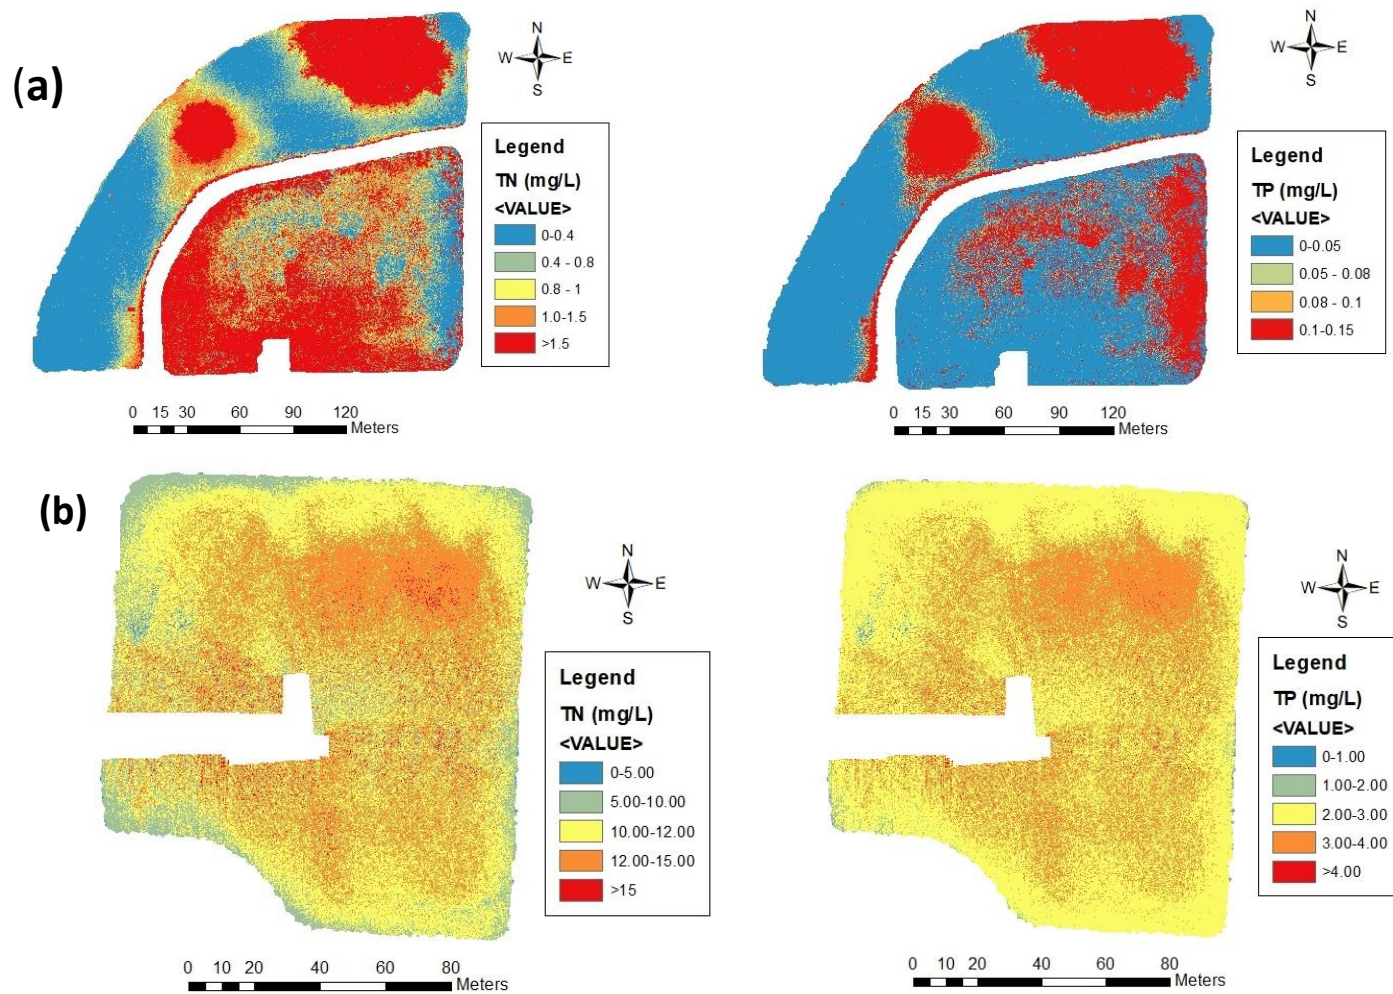 (a)
N
W E
S
Legend
TN (mg/L)
<VALUE>
0-0.4
0.4 - 0.8
0.8 - 1
1.0-1.5
>1.5
0 15 30 60 90 120
Meters
N
W E
S
Legend
TP (mg/L)
<VALUE>
0-0.05
0.05 - 0.08
0.08 - 0.1
0.1-0.15
0 15 30 60 90 120
Meters
(b)
N
W E
S
Legend
TN (mg/L)
<VALUE>
0-5.00
5.00-10.00
10.00-12.00
12.00-15.00
>15
0 10 20 40 60 80
Meters
N
W E
S
Legend
TP (mg/L)
<VALUE>
0-1.00
1.00-2.00
2.00-3.00
3.00-4.00
>4.00
0 10 20 40 60 80
Meters